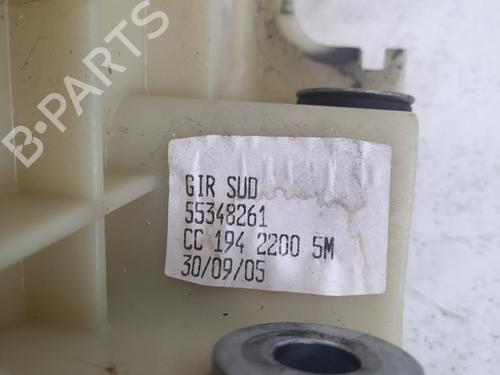 B-PARTS
GIR SUD
55348261
CC 194 2200 5M
30/09/05